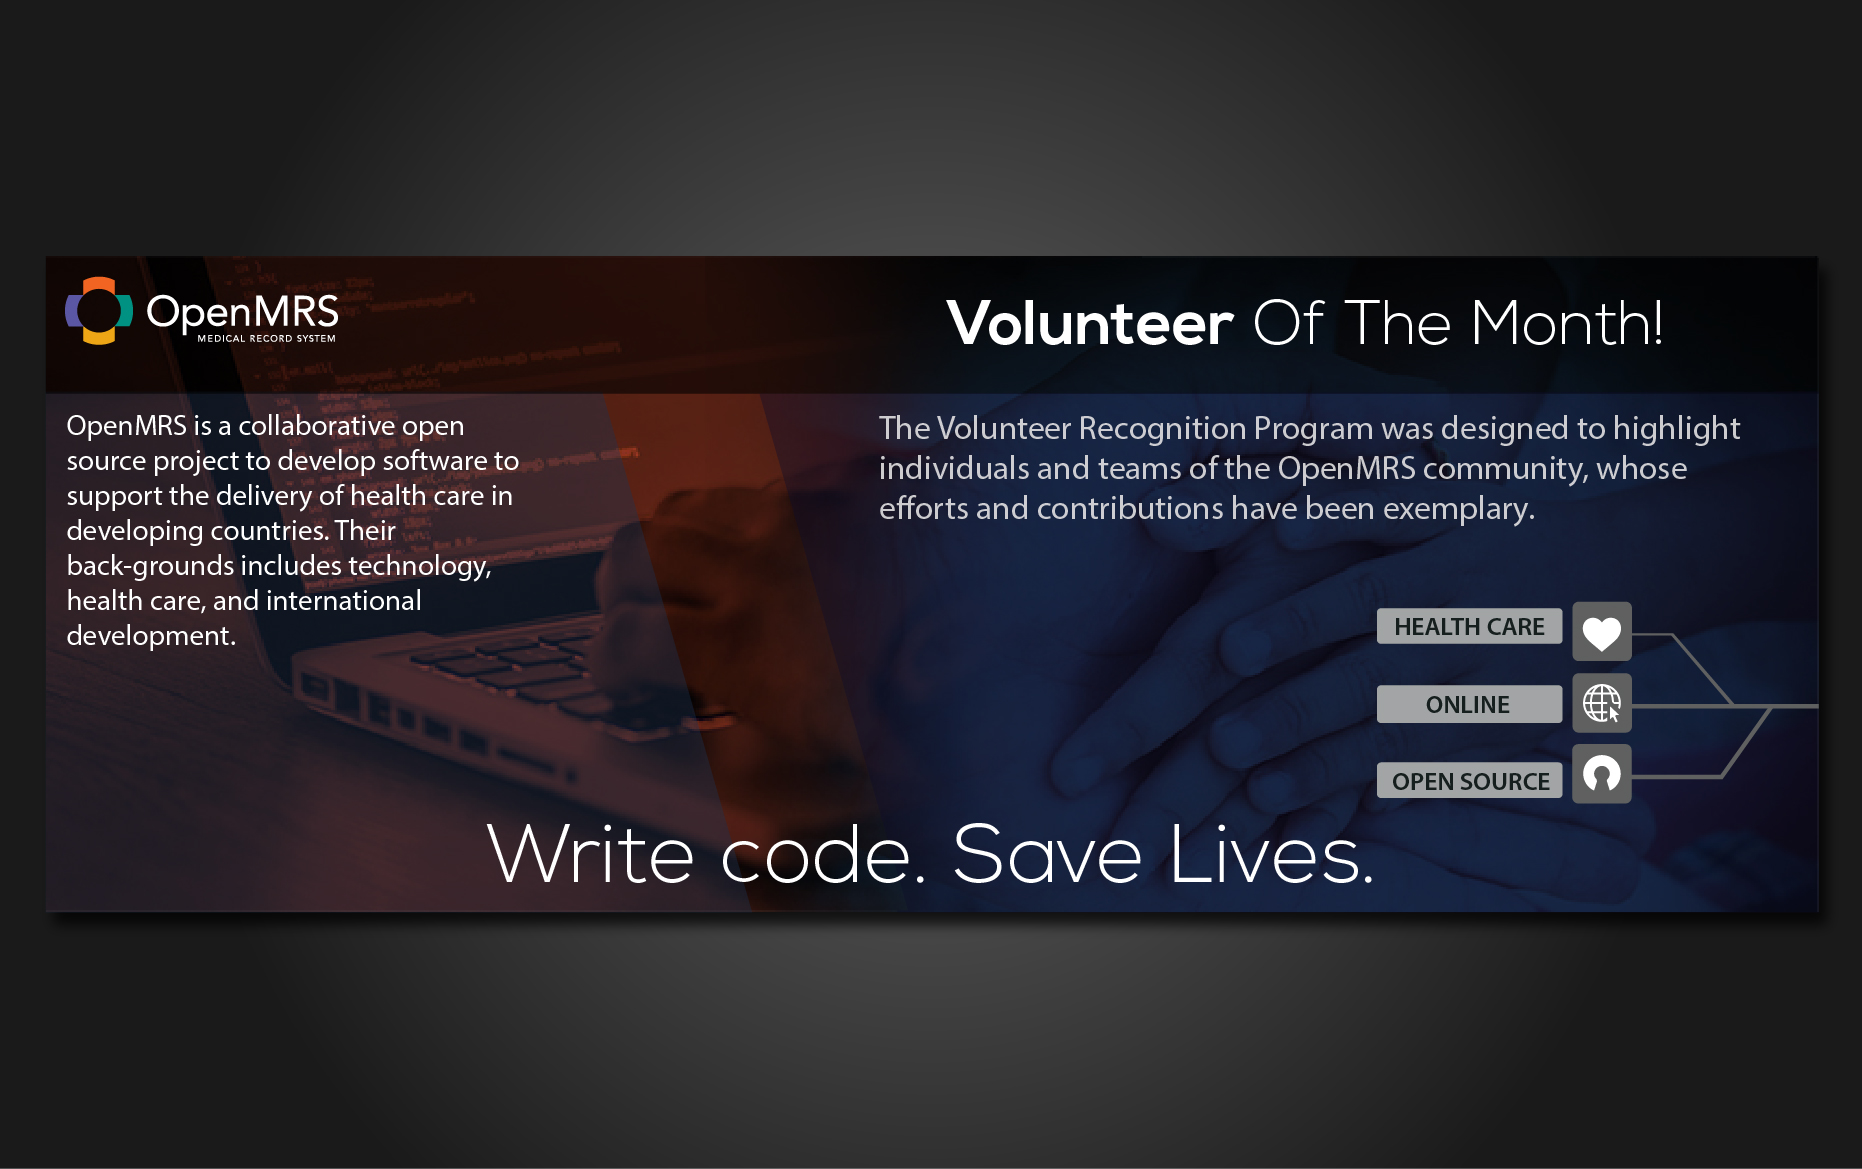 OpenMRS
MEDICAL RECORD SYSTEM
Volunteer Of The Month!
OpenMRS is a collaborative open
source project to develop software to
support the delivery of health care in
developing countries. Their
back-grounds includes technology,
health care, and international
development.
The Volunteer Recognition Program was designed to highlight
individuals and teams of the OpenMRS community, whose
efforts and contributions have been exemplary.
HEALTH CARE
ONLINE
OPEN SOURCE
Write code. Save Lives.